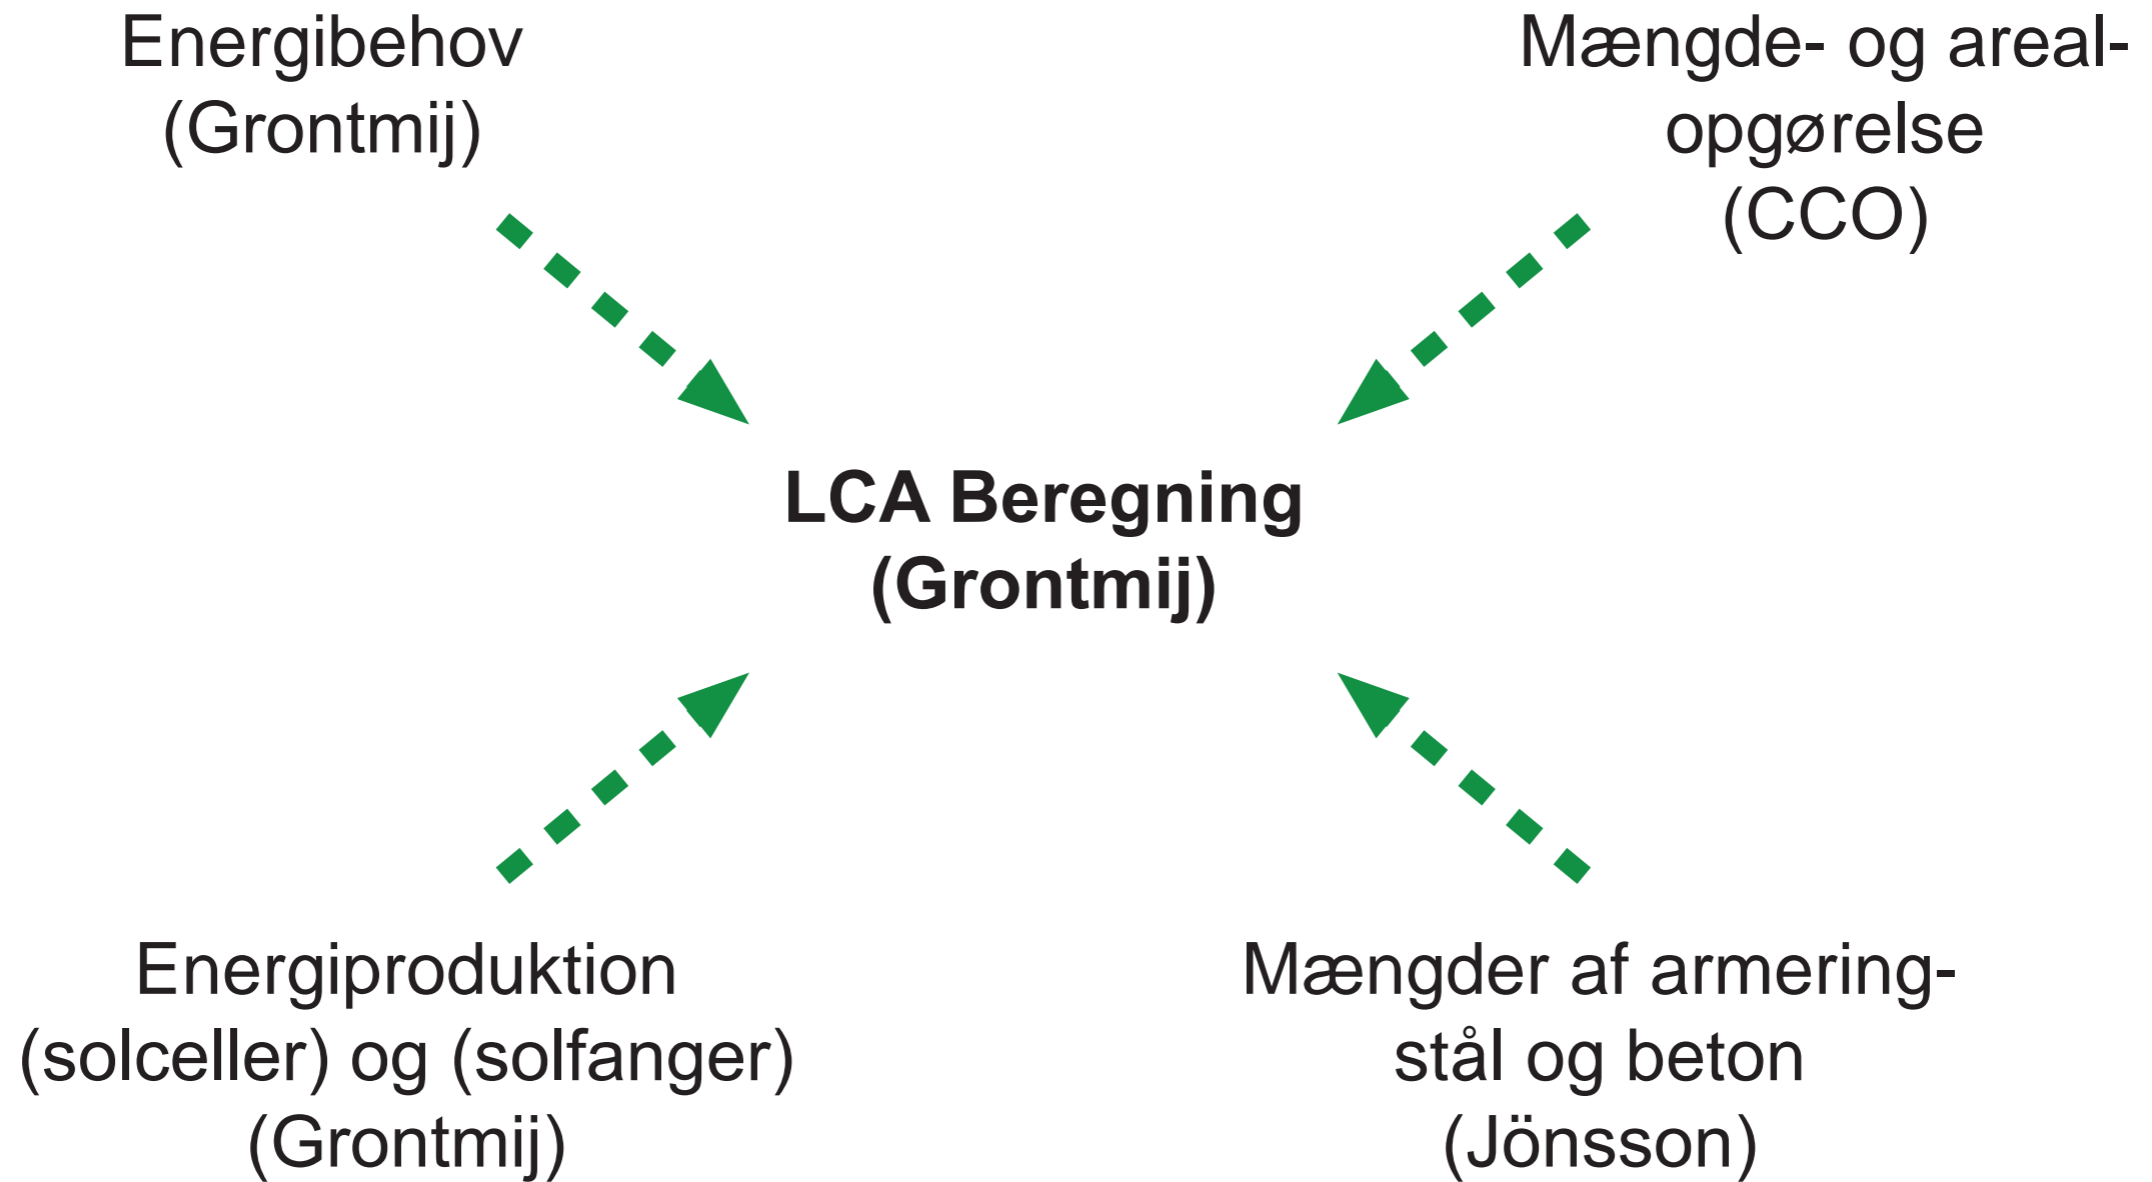 Energibehov
(Grontmij)
Mængde- og areal-
opgørelse
(CCO)
LCA Beregning
(Grontmij)
Energiproduktion
(solceller) og (solfanger)
(Grontmij)
Mængder af armering-
stål og beton
(Jönsson)